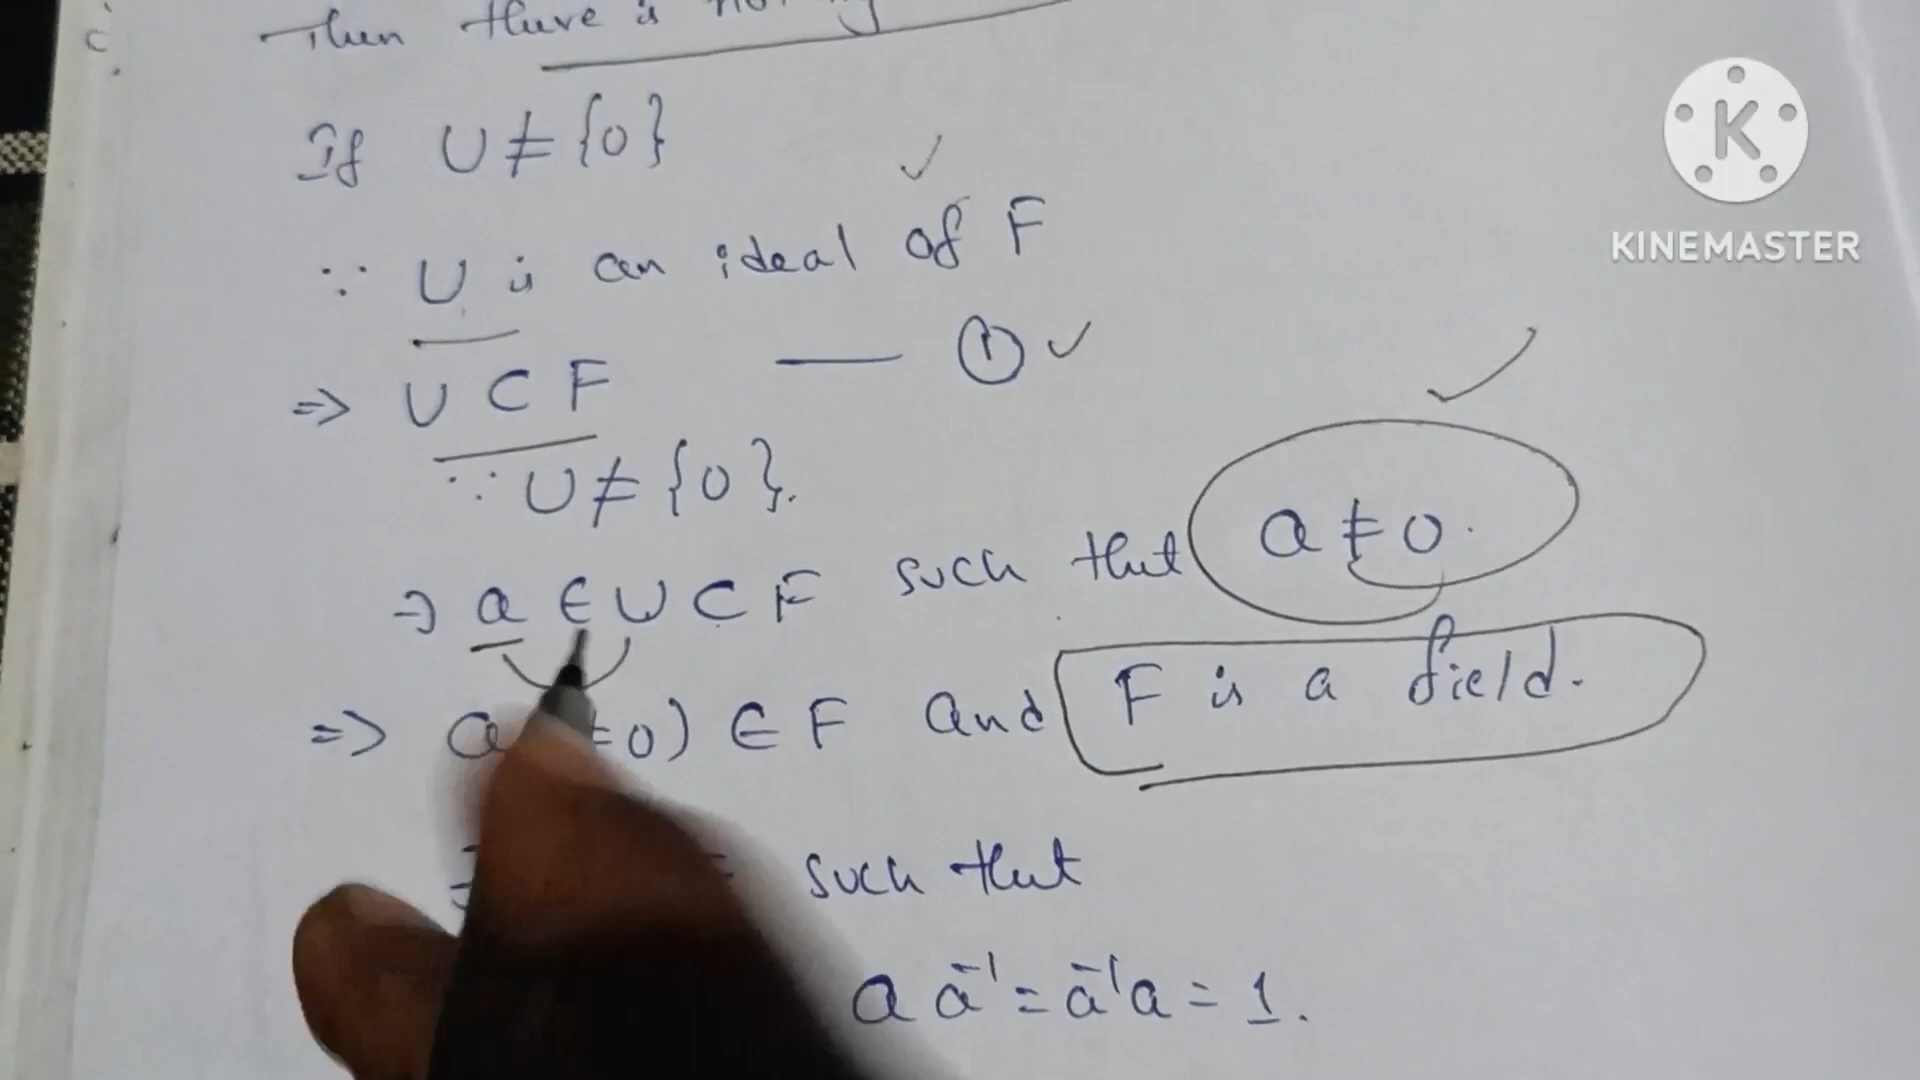 Then there is
If U ≠ {0}
∵ U is an ideal of F
⇒ U ⊂ F —— ① ✓
∵ U ≠ {0}.
⇒ a ∈ U ⊂ F such that a ≠ 0.
⇒ a ≠ 0) ∈ F and F is a field.
such that
a a⁻¹ = a⁻¹a = 1.
K
KINEMASTER